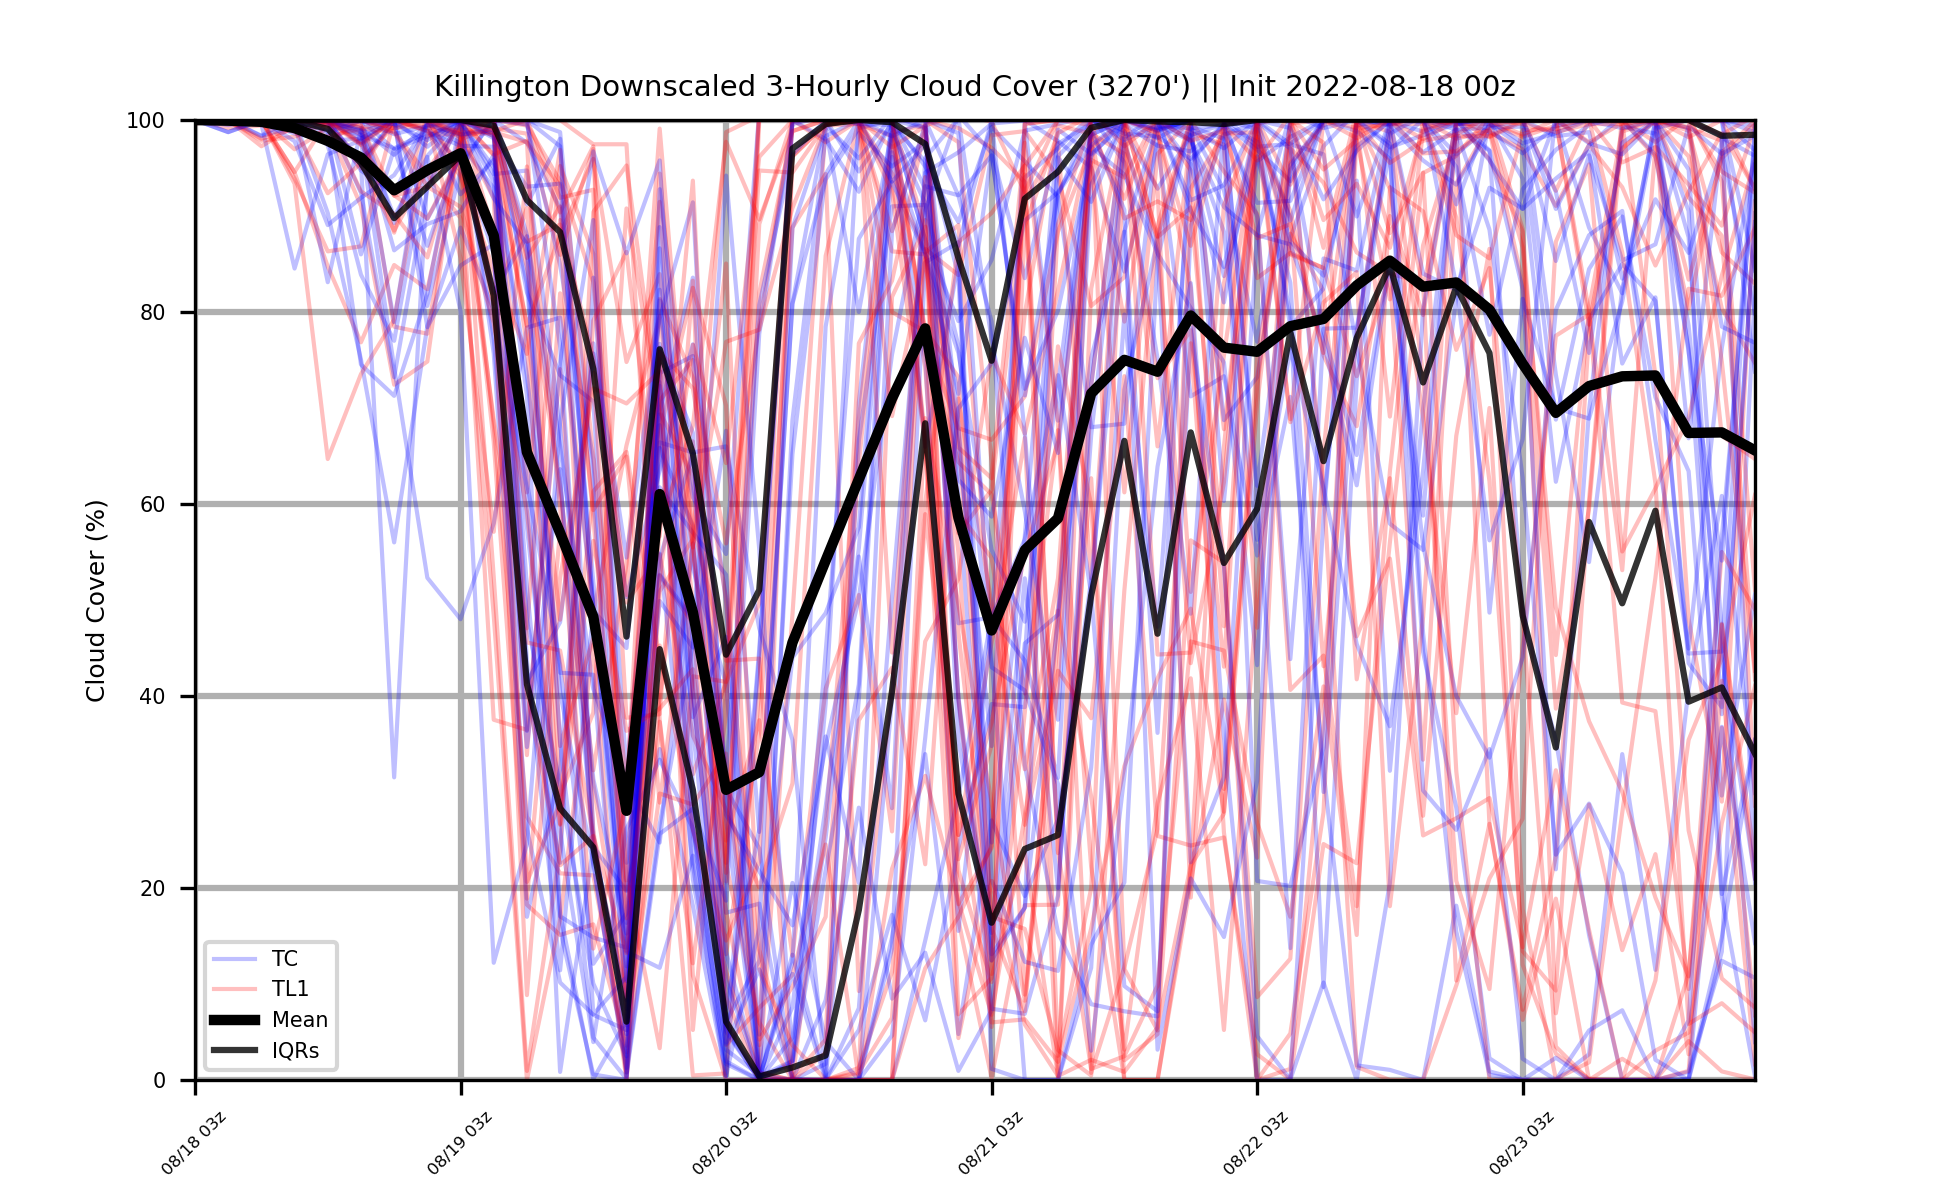 Killington Downscaled 3-Hourly Cloud Cover (3270') || Init 2022-08-18 00z
Cloud Cover (%)
100
80
60
40
20
0
TC
TL1
Mean
IQRs
08/18 03z
08/19 03z
08/20 03z
08/21 03z
08/22 03z
08/23 03z